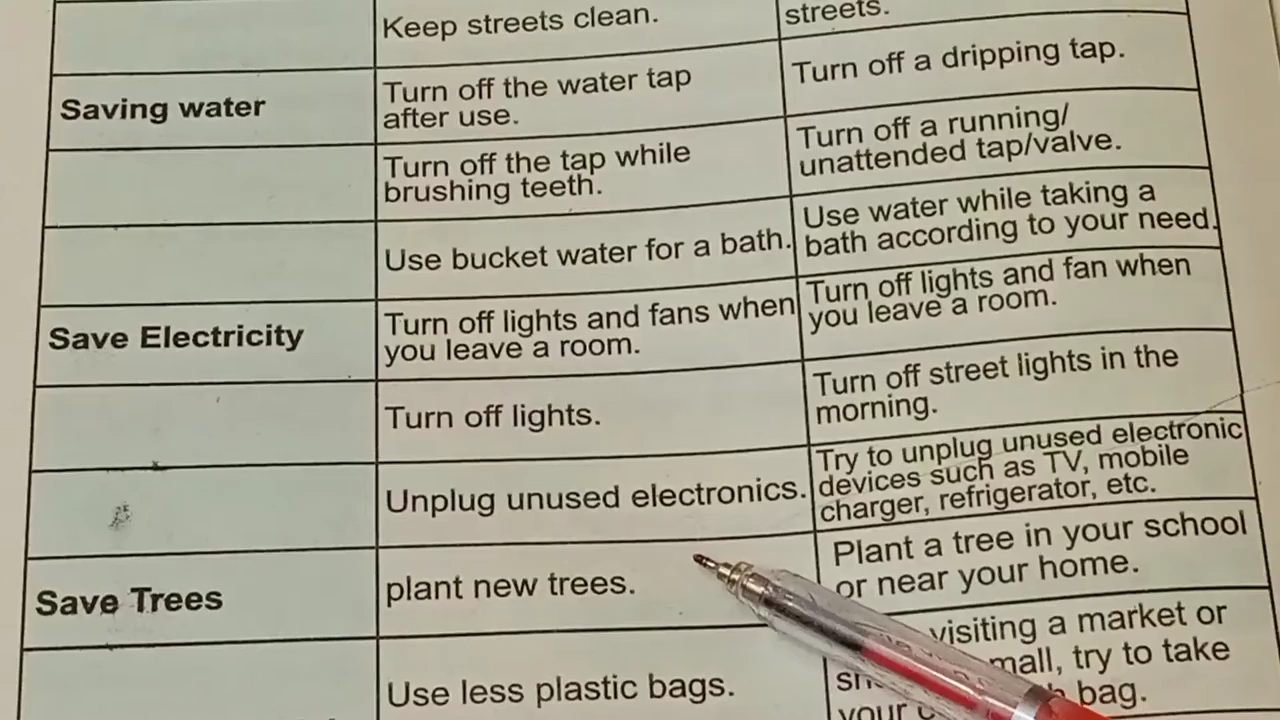 Keep streets clean.
streets.
Saving water
Turn off the water tap
after use.
Turn off a dripping tap.
Turn off the tap while
brushing teeth.
Turn off a running/
unattended tap/valve.
Use bucket water for a bath.
Use water while taking a
bath according to your need.
Save Electricity
Turn off lights and fans when
you leave a room.
Turn off lights and fan when
you leave a room.
Turn off lights.
Turn off street lights in the
morning.
Unplug unused electronics.
Try to unplug unused electronic
devices such as TV, mobile
charger, refrigerator, etc.
Save Trees
plant new trees.
Plant a tree in your school
or near your home.
Use less plastic bags.
visiting a market or
mall, try to take
your bag.